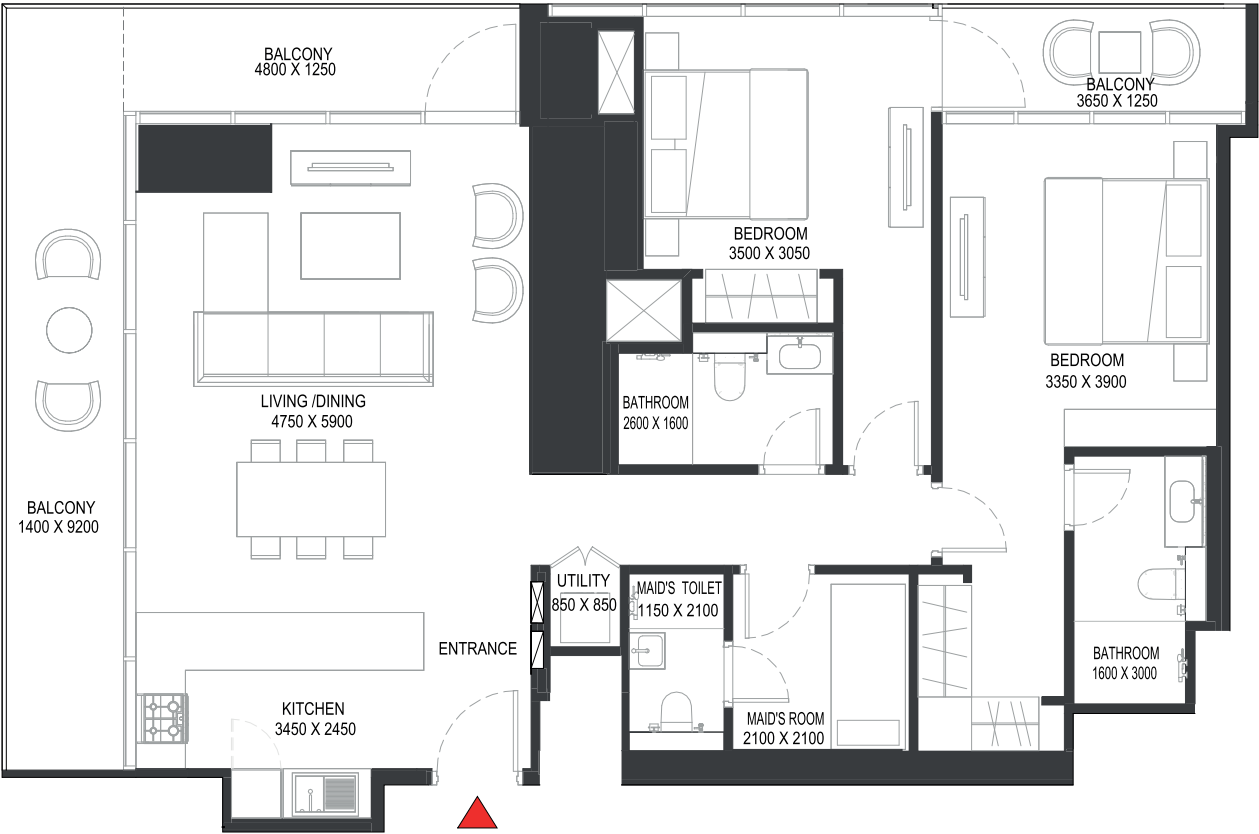 BALCONY
4800 X 1250
BALCONY
3650 X 1250
BEDROOM
3500 X 3050
BEDROOM
3350 X 3900
LIVING /DINING
4750 X 5900
BATHROOM
2600 X 1600
BALCONY
1400 X 9200
UTILITY
850 X 850
MAID'S TOILET
1150 X 2100
ENTRANCE
BATHROOM
1600 X 3000
KITCHEN
3450 X 2450
MAID'S ROOM
2100 X 2100